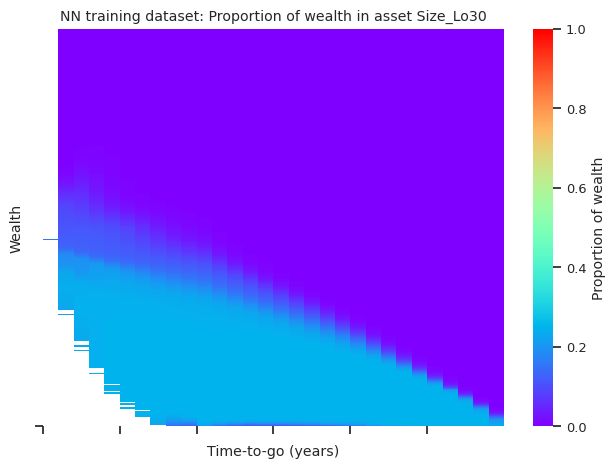 NN training dataset: Proportion of wealth in asset Size_Lo30
Wealth
Time-to-go (years)
1.0
0.8
0.6
0.4
0.2
0.0
Proportion of wealth